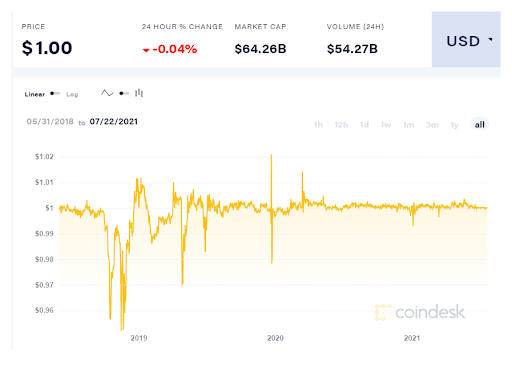 PRICE 24 HOUR % CHANGE MARKET CAP VOLUME (24H)
$1.00 -0.04% $64.26B $54.27B USD
Linear Log
05/31/2018 to 07/22/2021
1h 12h 1d 1w 1m 3m 1y all
$1.02
$1.01
$1
$0.99
$0.98
$0.97
$0.96
coindesk
2019 2020 2021